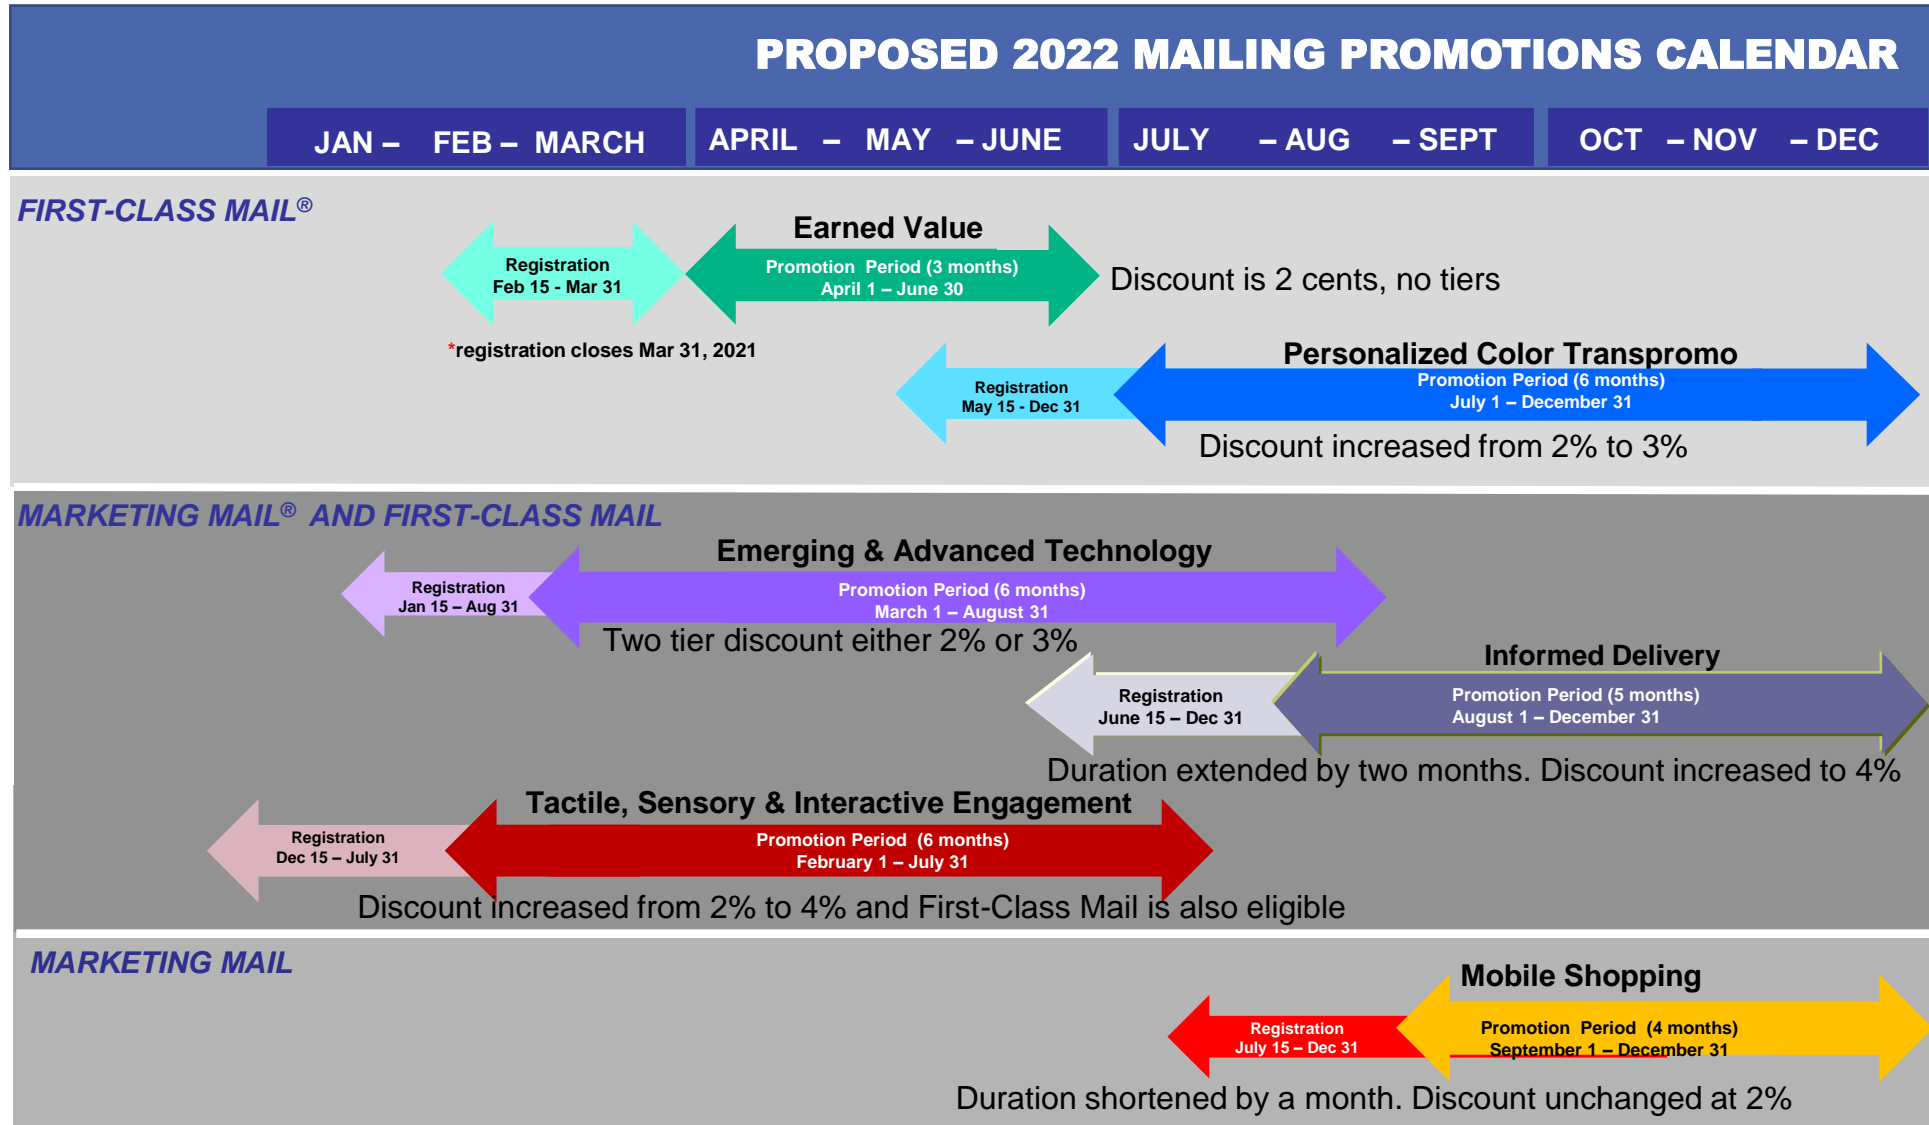 PROPOSED 2022 MAILING PROMOTIONS CALENDAR
JAN – FEB – MARCH APRIL – MAY – JUNE JULY – AUG – SEPT OCT – NOV – DEC
FIRST-CLASS MAIL®
Earned Value
Registration
Feb 15 - Mar 31
Promotion Period (3 months)
April 1 – June 30
Discount is 2 cents, no tiers
*registration closes Mar 31, 2021
Personalized Color Transpromo
Registration
May 15 - Dec 31
Promotion Period (6 months)
July 1 – December 31
Discount increased from 2% to 3%
MARKETING MAIL® AND FIRST-CLASS MAIL
Emerging & Advanced Technology
Registration
Jan 15 – Aug 31
Promotion Period (6 months)
March 1 – August 31
Two tier discount either 2% or 3%
Informed Delivery
Registration
June 15 – Dec 31
Promotion Period (5 months)
August 1 – December 31
Duration extended by two months. Discount increased to 4%
Tactile, Sensory & Interactive Engagement
Registration
Dec 15 – July 31
Promotion Period (6 months)
February 1 – July 31
Discount increased from 2% to 4% and First-Class Mail is also eligible
MARKETING MAIL
Mobile Shopping
Registration
July 15 – Dec 31
Promotion Period (4 months)
September 1 – December 31
Duration shortened by a month. Discount unchanged at 2%